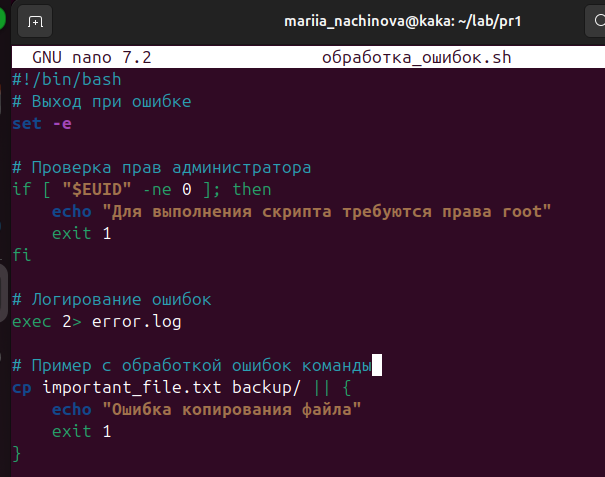 mariia_nachinova@kaka: ~/lab/pr1
GNU nano 7.2 обработка_ошибок.sh
#!/bin/bash
# Выход при ошибке
set -e
# Проверка прав администратора
if [ "$EUID" -ne 0 ]; then
    echo "Для выполнения скрипта требуются права root"
    exit 1
fi
# Логирование ошибок
exec 2> error.log
# Пример с обработкой ошибок команды
cp important_file.txt backup/ || {
    echo "Ошибка копирования файла"
    exit 1
}